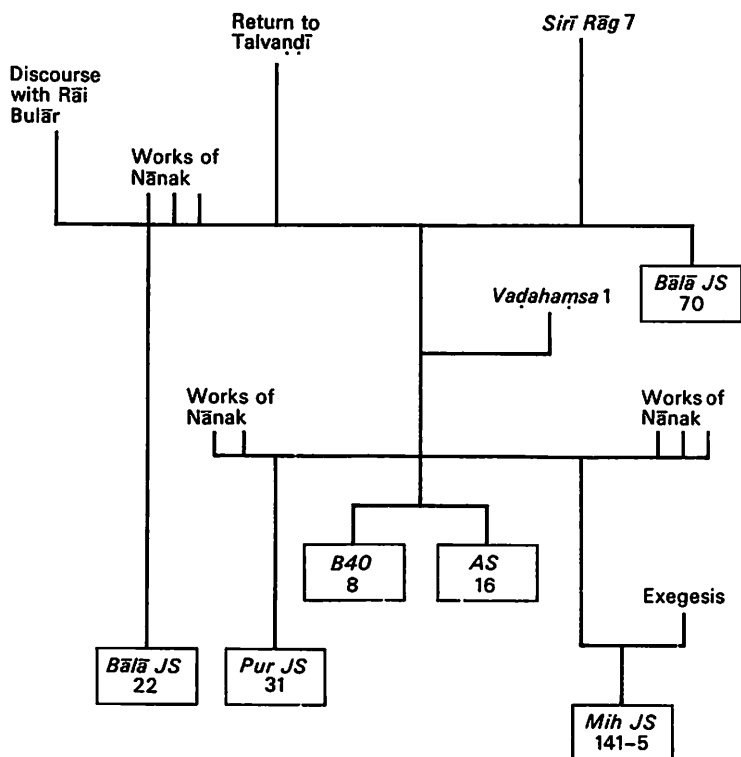 Return to
Talvaṇḍī
Sirī Rāg 7
Discourse
with Rāi
Bulār
Works of
Nānak
Bālā JS
70
Vaḍahaṃsa 1
Works of
Nānak
Works of
Nānak
B40
8
AS
16
Exegesis
Bālā JS
22
Pur JS
31
Mih JS
141–5